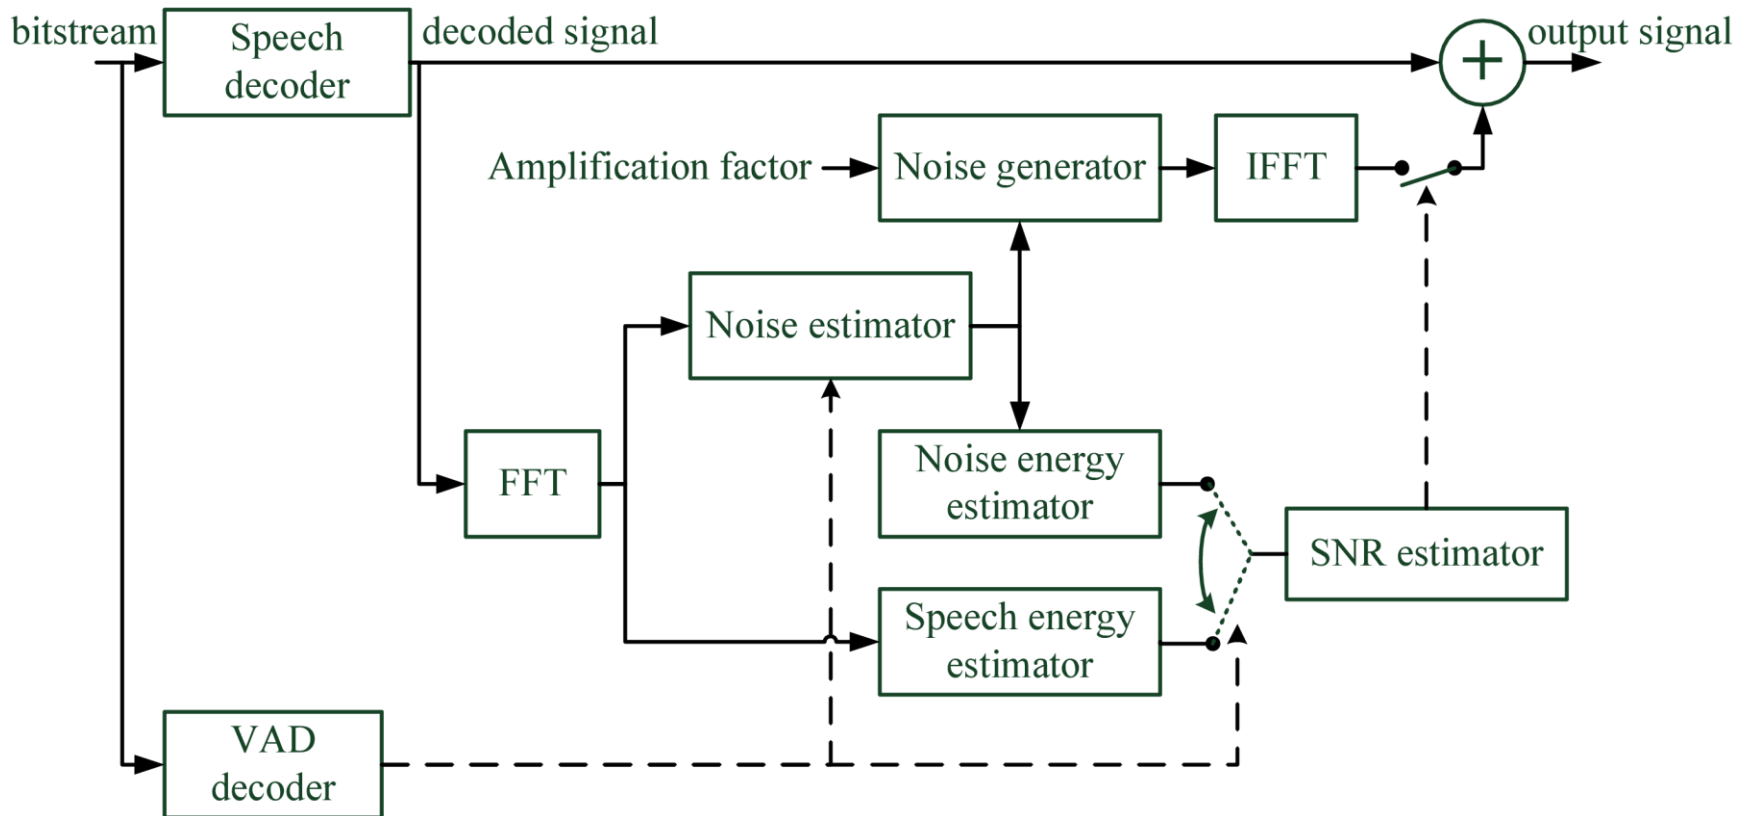 bitstream
Speech
decoder
decoded signal
+
output signal
Amplification factor
Noise generator
IFFT
Noise estimator
FFT
Noise energy
estimator
SNR estimator
Speech energy
estimator
VAD
decoder